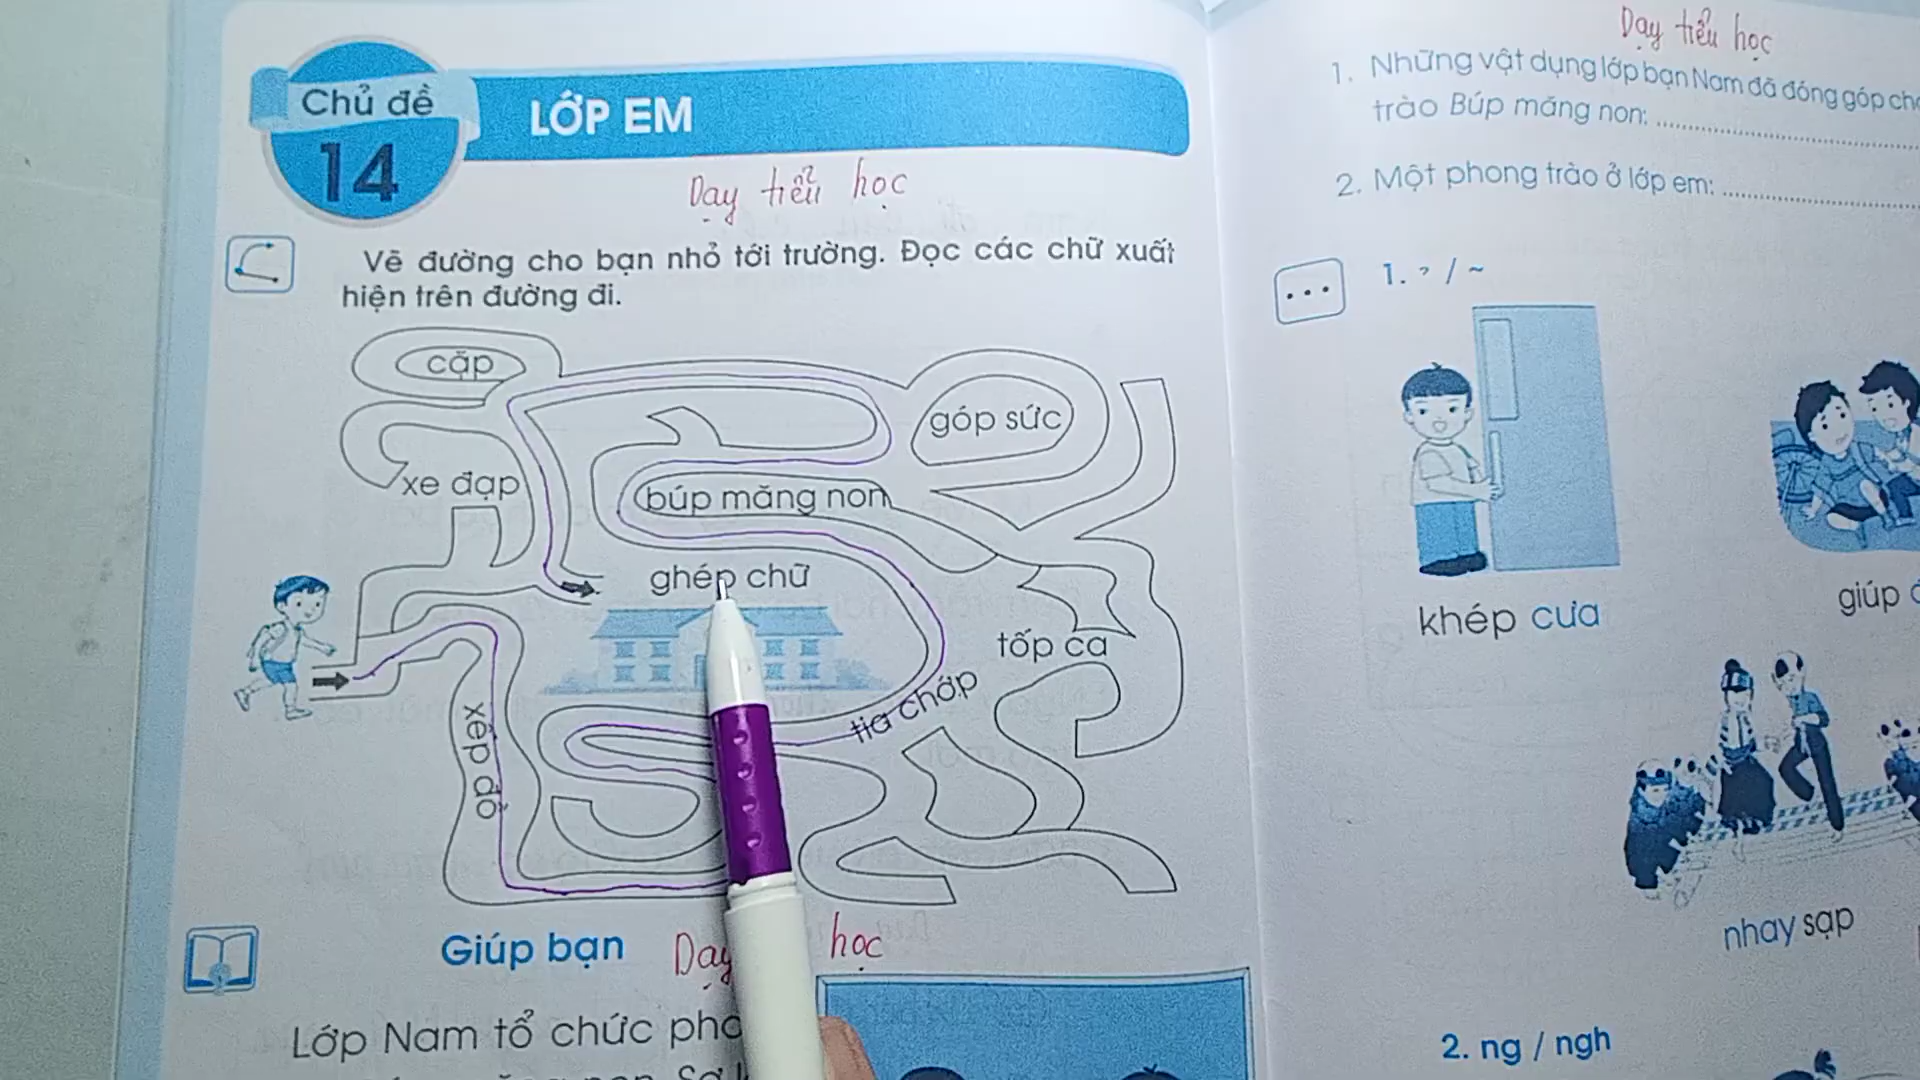 Chủ đề
14
LỚP EM
Dạy tiểu học
Vẽ đường cho bạn nhỏ tới trường. Đọc các chữ xuất
hiện trên đường đi.
cặp
góp sức
xe đạp
búp măng non
ghép chữ
tốp ca
tia chớp
xếp đồ
Giúp bạn
Dạy học
Lớp Nam tổ chức
Dạy tiểu học
1. Những vật dụng lớp bạn Nam đã đóng góp
trào Búp măng non:
2. Một phong trào ở lớp em:
1. ̉ / ~
khép cưa
giúp
nhay sạp
2. ng / ngh